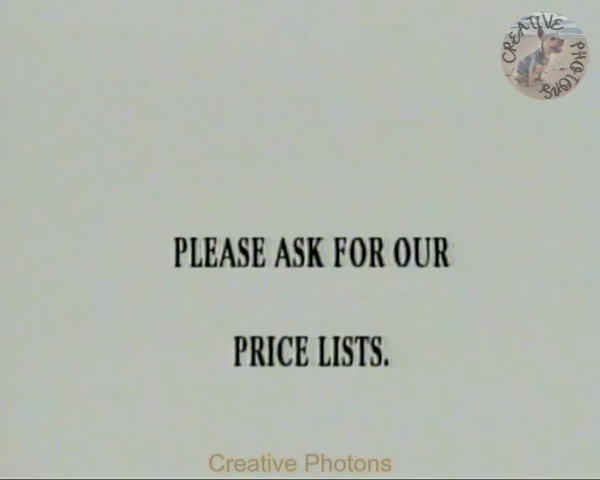 CREATIVE PHOTONS
PLEASE ASK FOR OUR
PRICE LISTS.
Creative Photons